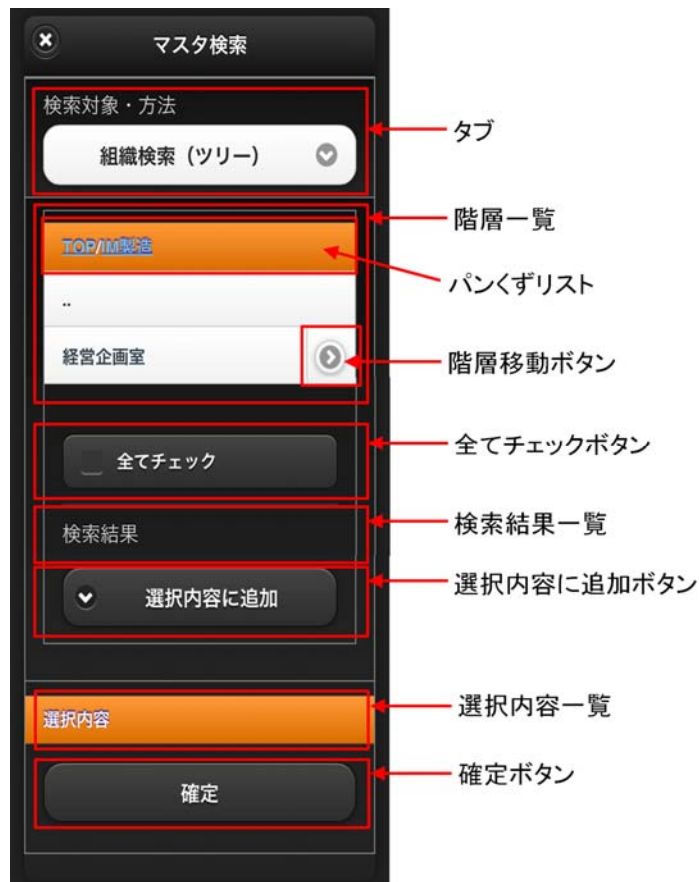 マスタ検索
検索対象・方法
タブ
組織検索（ツリー）
階層一覧
TOP/IM製造
パンくずリスト
..
経営企画室
階層移動ボタン
全てチェック
全てチェックボタン
検索結果
検索結果一覧
選択内容に追加
選択内容に追加ボタン
選択内容
選択内容一覧
確定
確定ボタン